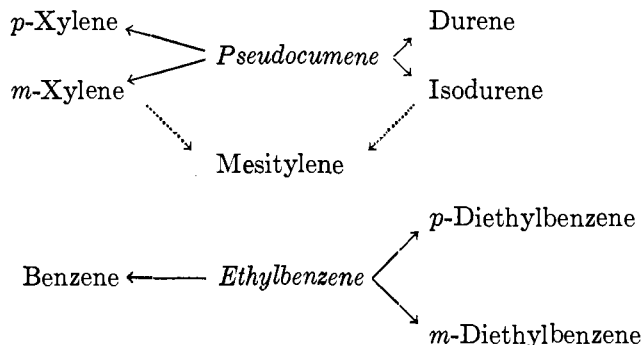 p-Xylene
Pseudocumene
Durene
m-Xylene
Isodurene
Mesitylene
p-Diethylbenzene
Benzene
Ethylbenzene
m-Diethylbenzene